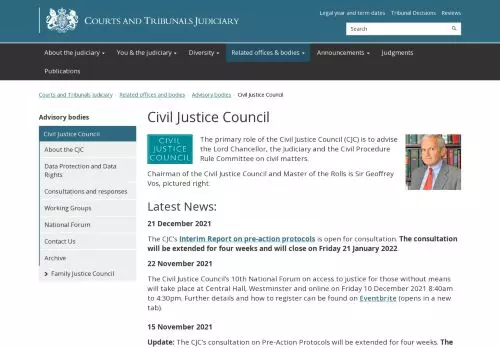 COURTS AND TRIBUNALS JUDICIARY
Legal year and term dates Tribunal Decisions Reviews
Search
About the judiciary You & the judiciary Diversity Related offices & bodies Announcements Judgments
Publications
Courts and Tribunals Judiciary Related offices and bodies Advisory bodies Civil Justice Council
Advisory bodies
Civil Justice Council
About the CJC
Data Protection and Data
Rights
Consultations and responses
Working Groups
National Forum
Contact Us
Archive
Family Justice Council
Civil Justice Council
CIVIL
JUSTICE
COUNCIL
The primary role of the Civil Justice Council (CJC) is to advise
the Lord Chancellor, the Judiciary and the Civil Procedure
Rule Committee on civil matters.
Chairman of the Civil Justice Council and Master of the Rolls is Sir Geoffrey
Vos, pictured right.
Latest News:
21 December 2021
The CJC's Interim Report on pre-action protocols is open for consultation. The consultation
will be extended for four weeks and will close on Friday 21 January 2022.
22 November 2021
The Civil Justice Council's 10th National Forum on access to justice for those without means
will take place at Central Hall, Westminster and online on Friday 10 December 2021 8:40am
to 4:30pm. Further details and how to register can be found on Eventbrite (opens in a new
tab).
15 November 2021
Update: The CJC's consultation on Pre-Action Protocols will be extended for four weeks. The